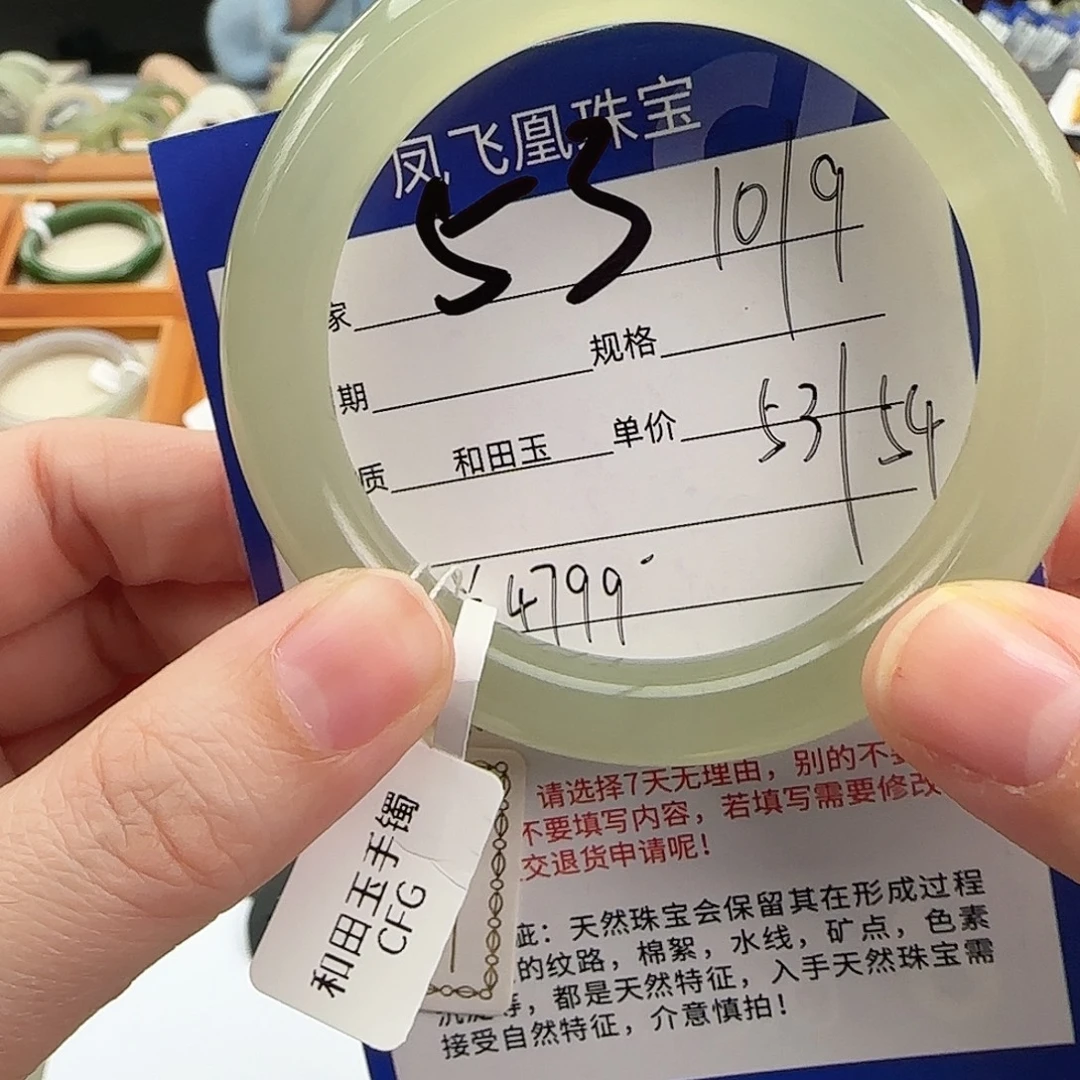 凤飞凰珠宝
53
10/9
家
期
规格
质 和田玉 单价 53/54
4799
请选择7天无理由，别的不要
不要填写内容，若填写需要修改
交退货申请呢！
疵：天然珠宝会保留其在形成过程
的纹路，棉絮，水线，矿点，色素
等，都是天然特征，入手天然珠宝需
接受自然特征，介意慎拍！
和田玉手镯
CFG